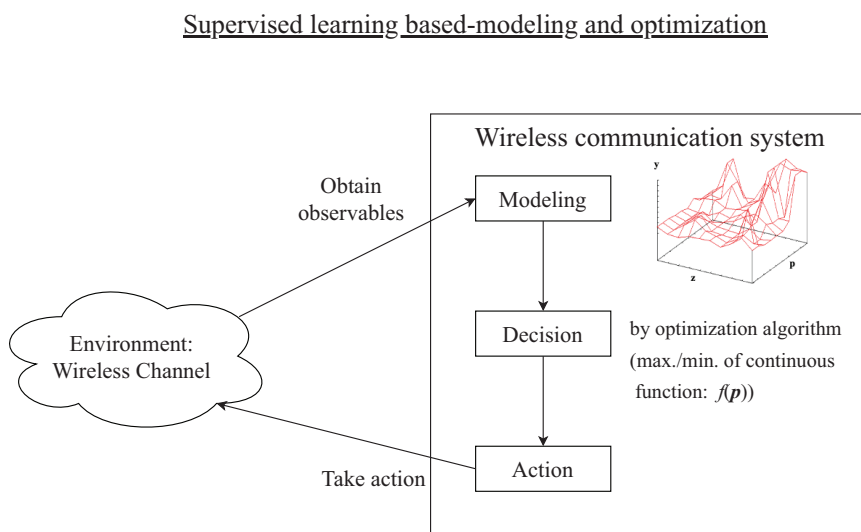 Supervised learning based-modeling and optimization
Wireless communication system
Obtain
observables
Modeling
y
p
z
Environment:
Wireless Channel
Decision
by optimization algorithm
(max./min. of continuous
function: f(p))
Take action
Action